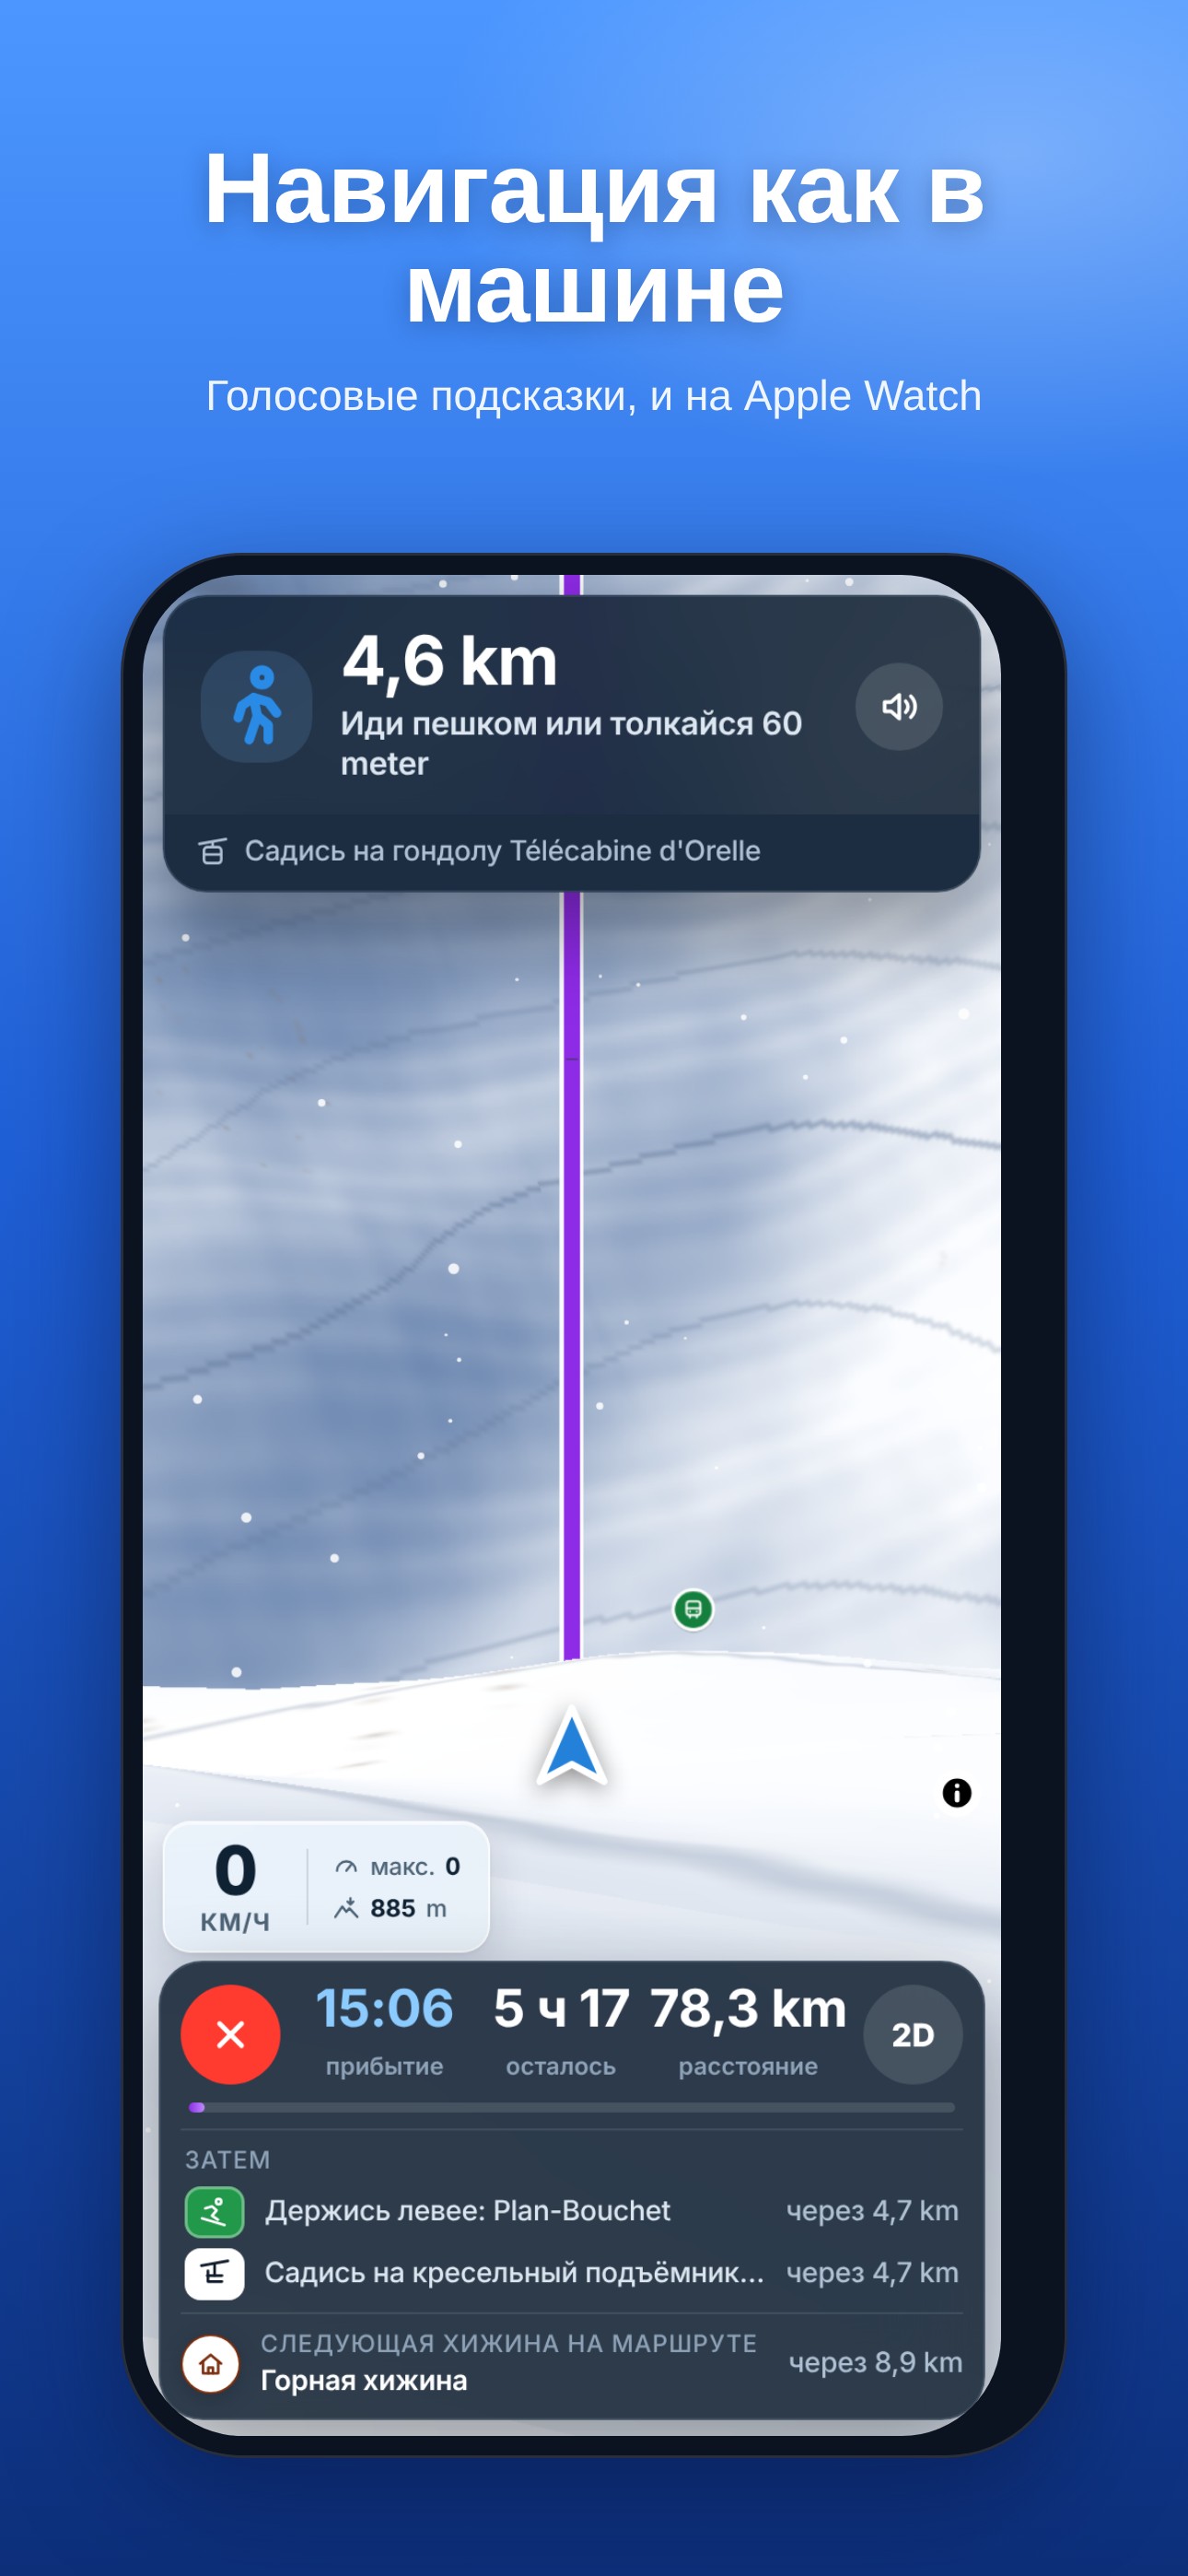 Навигация как в
машине
Голосовые подсказки, и на Apple Watch
4,6 km
Иди пешком или толкайся 60
meter
Садись на гондолу Télécabine d'Orelle
0
КМ/Ч
макс. 0
885 m
15:06
прибытие
5 ч 17
осталось
78,3 km
расстояние
2D
ЗАТЕМ
Держись левее: Plan-Bouchet через 4,7 km
Садись на кресельный подъёмник... через 4,7 km
СЛЕДУЮЩАЯ ХИЖИНА НА МАРШРУТЕ
Горная хижина
через 8,9 km